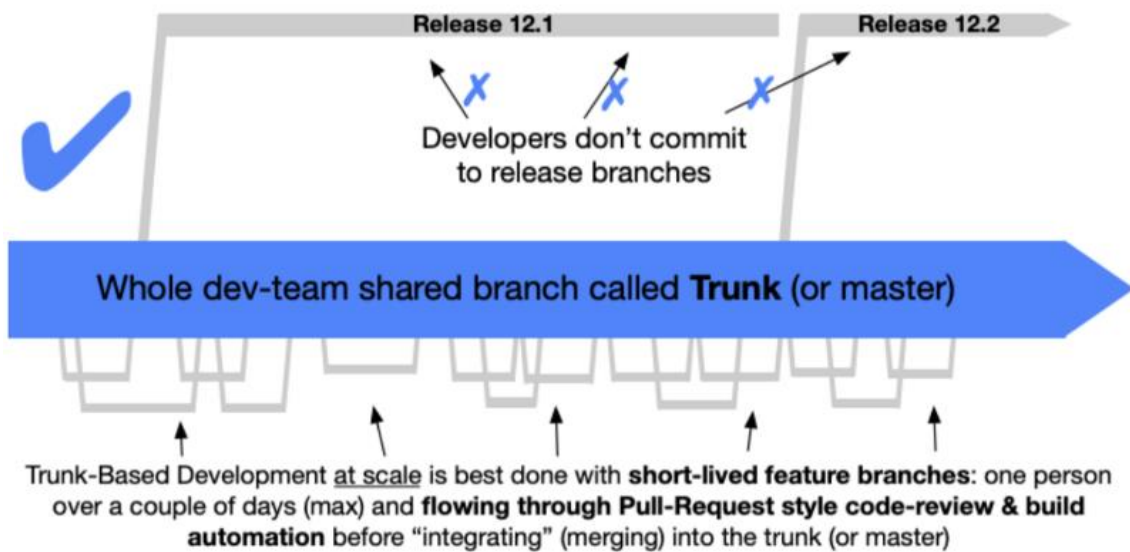 Release 12.1
Release 12.2
Developers don’t commit
to release branches
Whole dev-team shared branch called Trunk (or master)
Trunk-Based Development at scale is best done with short-lived feature branches: one person
over a couple of days (max) and flowing through Pull-Request style code-review & build
automation before “integrating” (merging) into the trunk (or master)